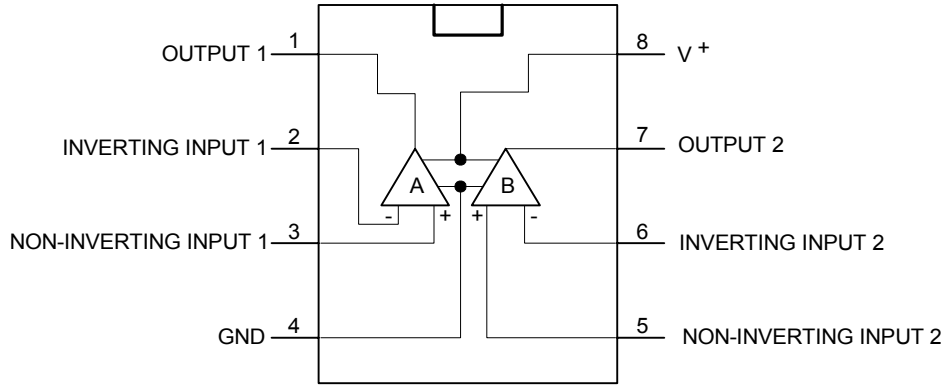 OUTPUT 1 1
8 V+
INVERTING INPUT 1 2
7 OUTPUT 2
A
B
- +
+ -
NON-INVERTING INPUT 1 3
6 INVERTING INPUT 2
GND 4
5 NON-INVERTING INPUT 2